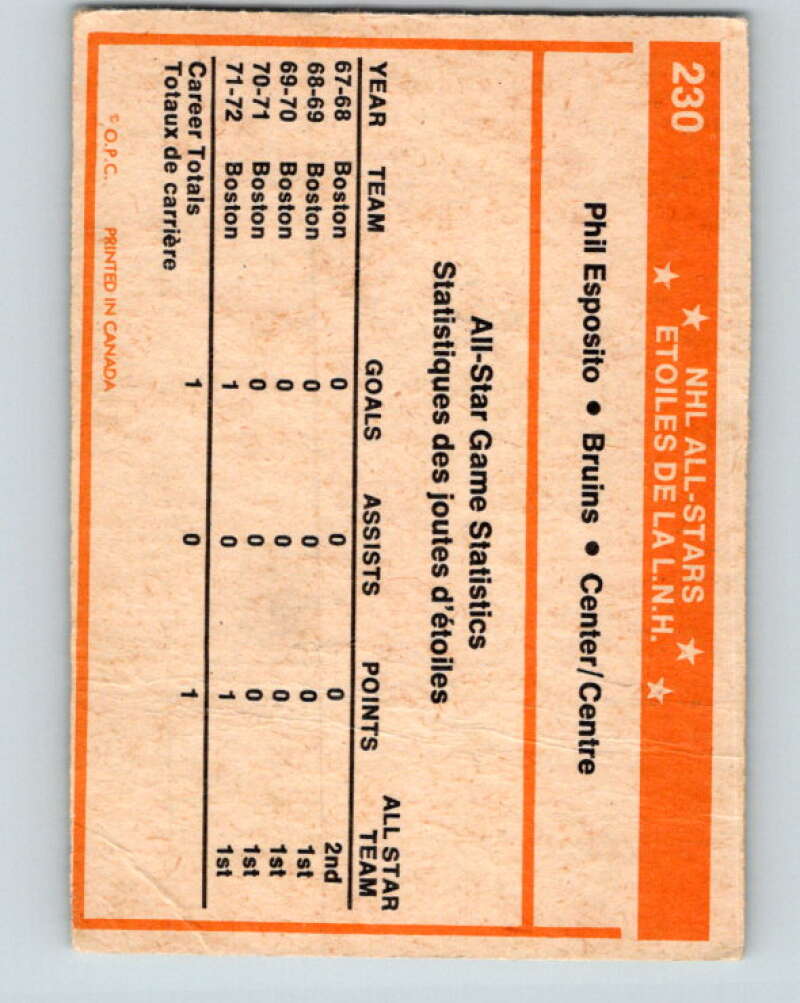 230
NHL ALL-STARS
ETOILES DE LA L.N.H.
Phil Esposito • Bruins • Center/Centre
All-Star Game Statistics
Statistiques des joutes d'étoiles
YEAR TEAM GOALS ASSISTS POINTS ALL STAR TEAM
67-68 Boston 0 0 0 2nd
68-69 Boston 0 0 0 1st
69-70 Boston 0 0 0 1st
70-71 Boston 0 0 0 1st
71-72 Boston 1 0 1 1st
Career Totals
Totaux de carrière 1 0 1
© O.P.C. PRINTED IN CANADA